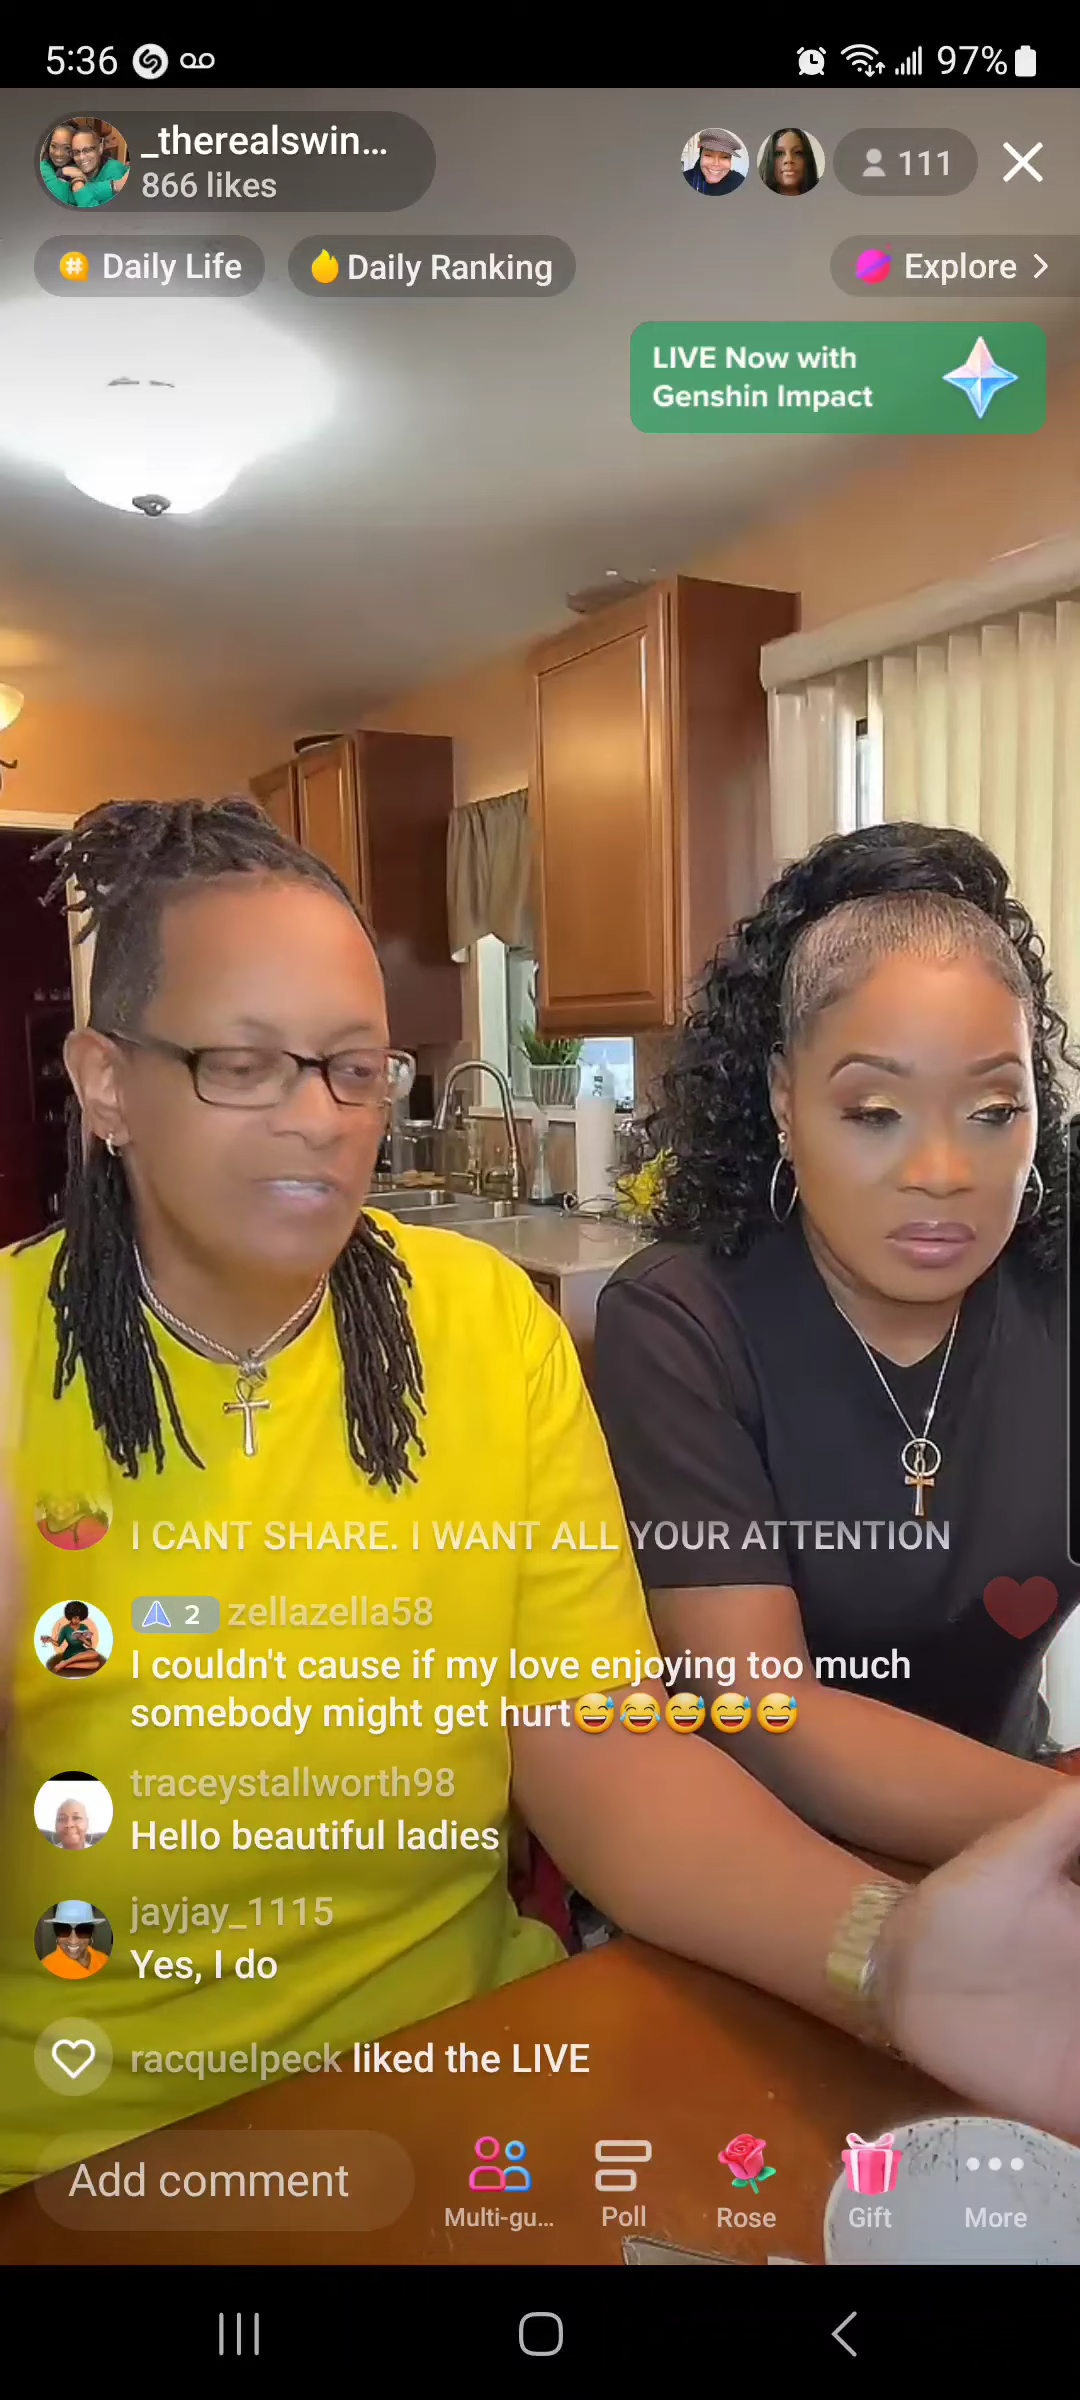 5:36
97%
_therealswin...
866 likes
111
Daily Life
Daily Ranking
Explore
LIVE Now with
Genshin Impact
I CANT SHARE. I WANT ALL YOUR ATTENTION
2 zellazella58
I couldn't cause if my love enjoying too much
somebody might get hurt😅😂😅😅😅
traceystallworth98
Hello beautiful ladies
jayjay_1115
Yes, I do
racquelpeck liked the LIVE
Add comment
Multi-gu...
Poll
Rose
Gift
More